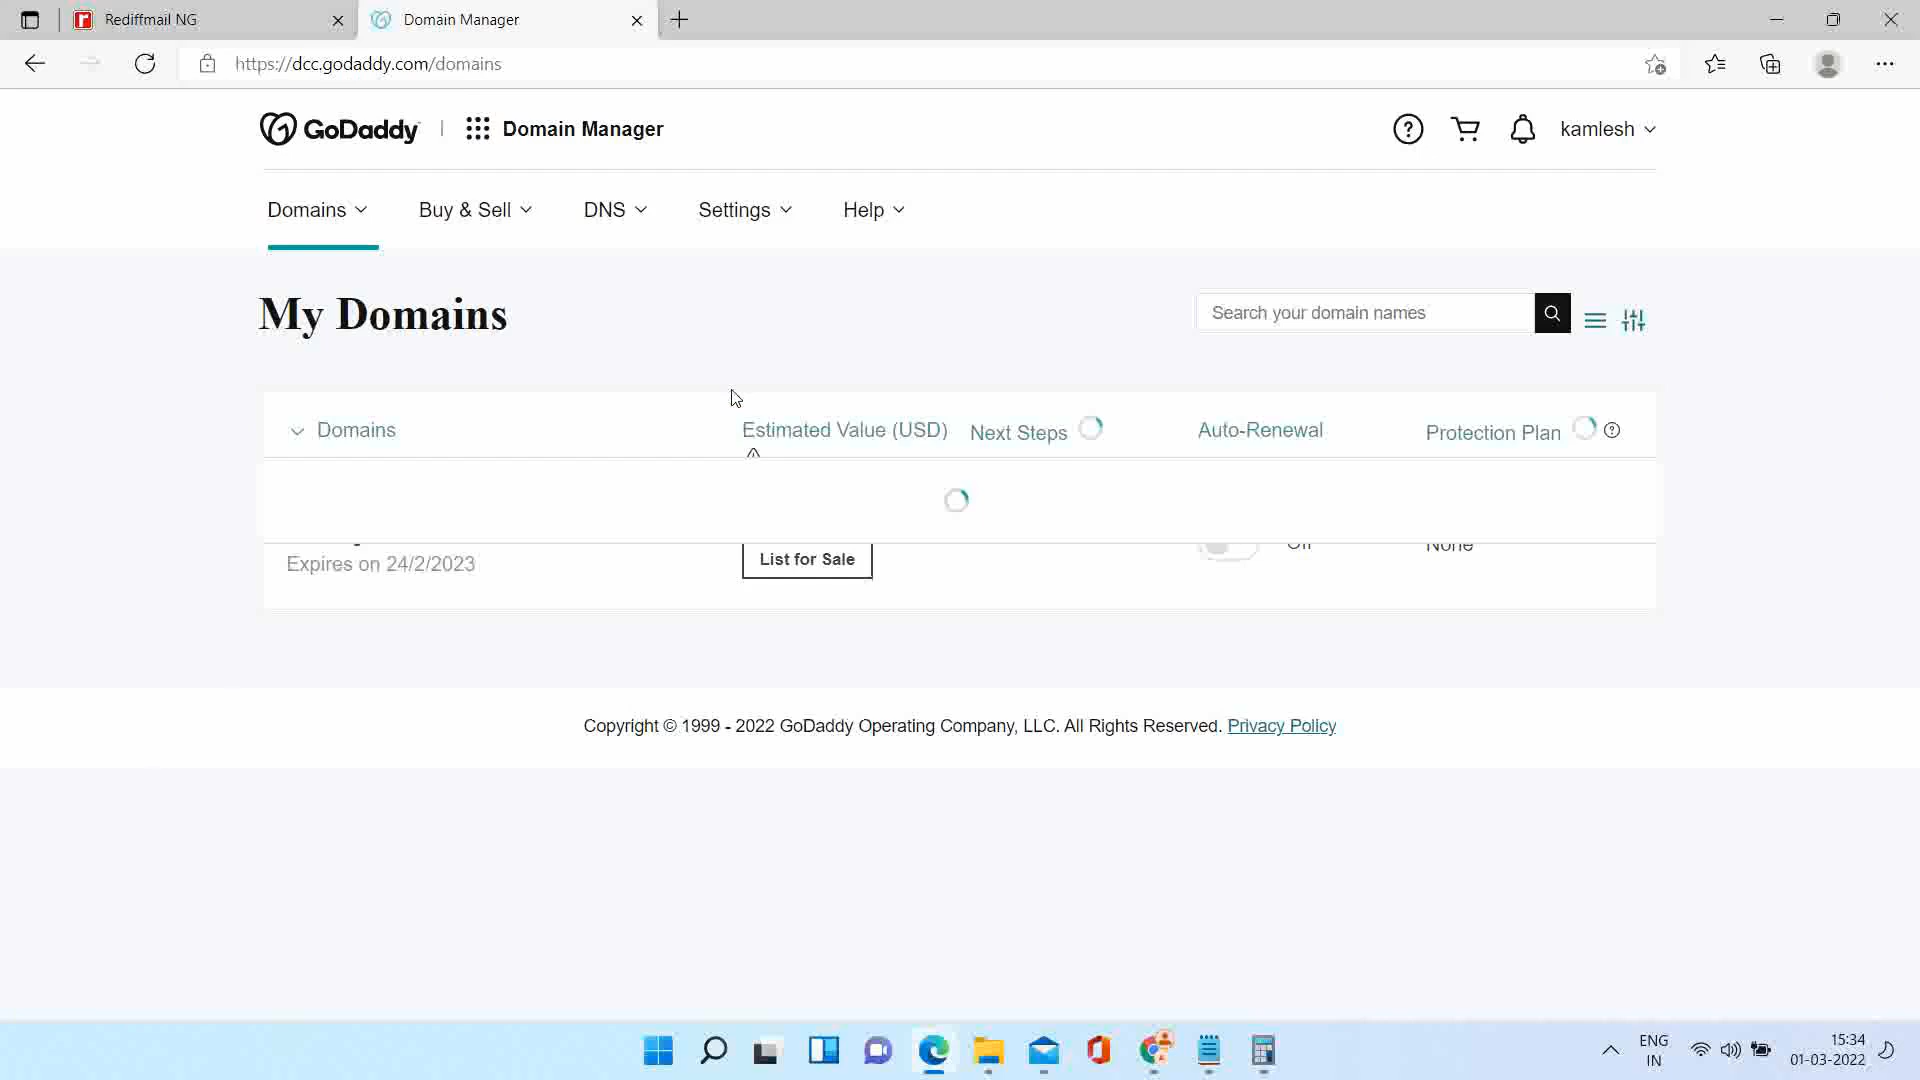 Rediffmail NG
Domain Manager
https://dcc.godaddy.com/domains
GoDaddy
Domain Manager
kamlesh
Domains
Buy & Sell
DNS
Settings
Help
My Domains
Search your domain names
Domains
Estimated Value (USD)
Next Steps
Auto-Renewal
Protection Plan
Off
None
Expires on 24/2/2023
List for Sale
Copyright © 1999 - 2022 GoDaddy Operating Company, LLC. All Rights Reserved. Privacy Policy
ENG
IN
15:34
01-03-2022